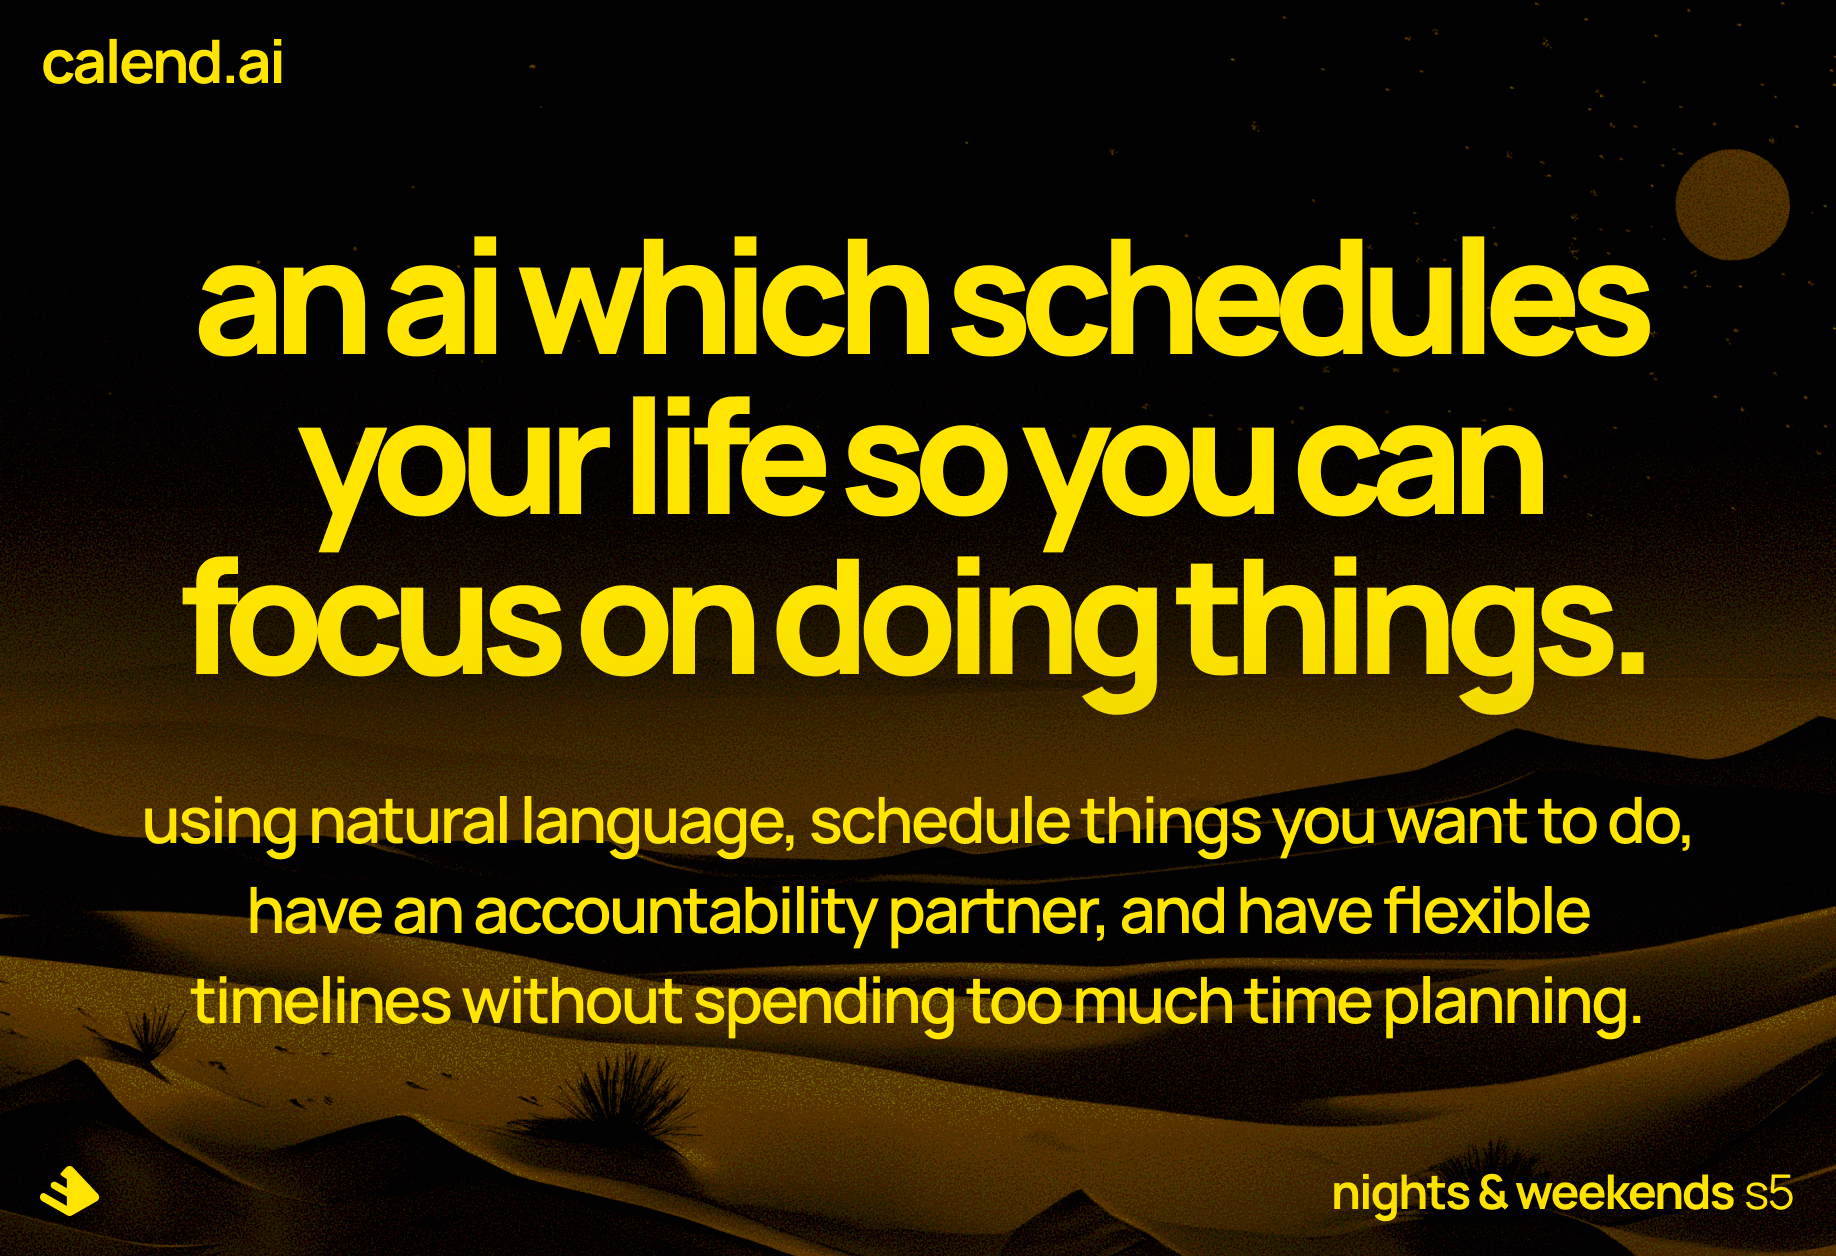 calend.ai
an ai which schedules
your life so you can
focus on doing things.
using natural language, schedule things you want to do,
have an accountability partner, and have flexible
timelines without spending too much time planning.
nights & weekends s5